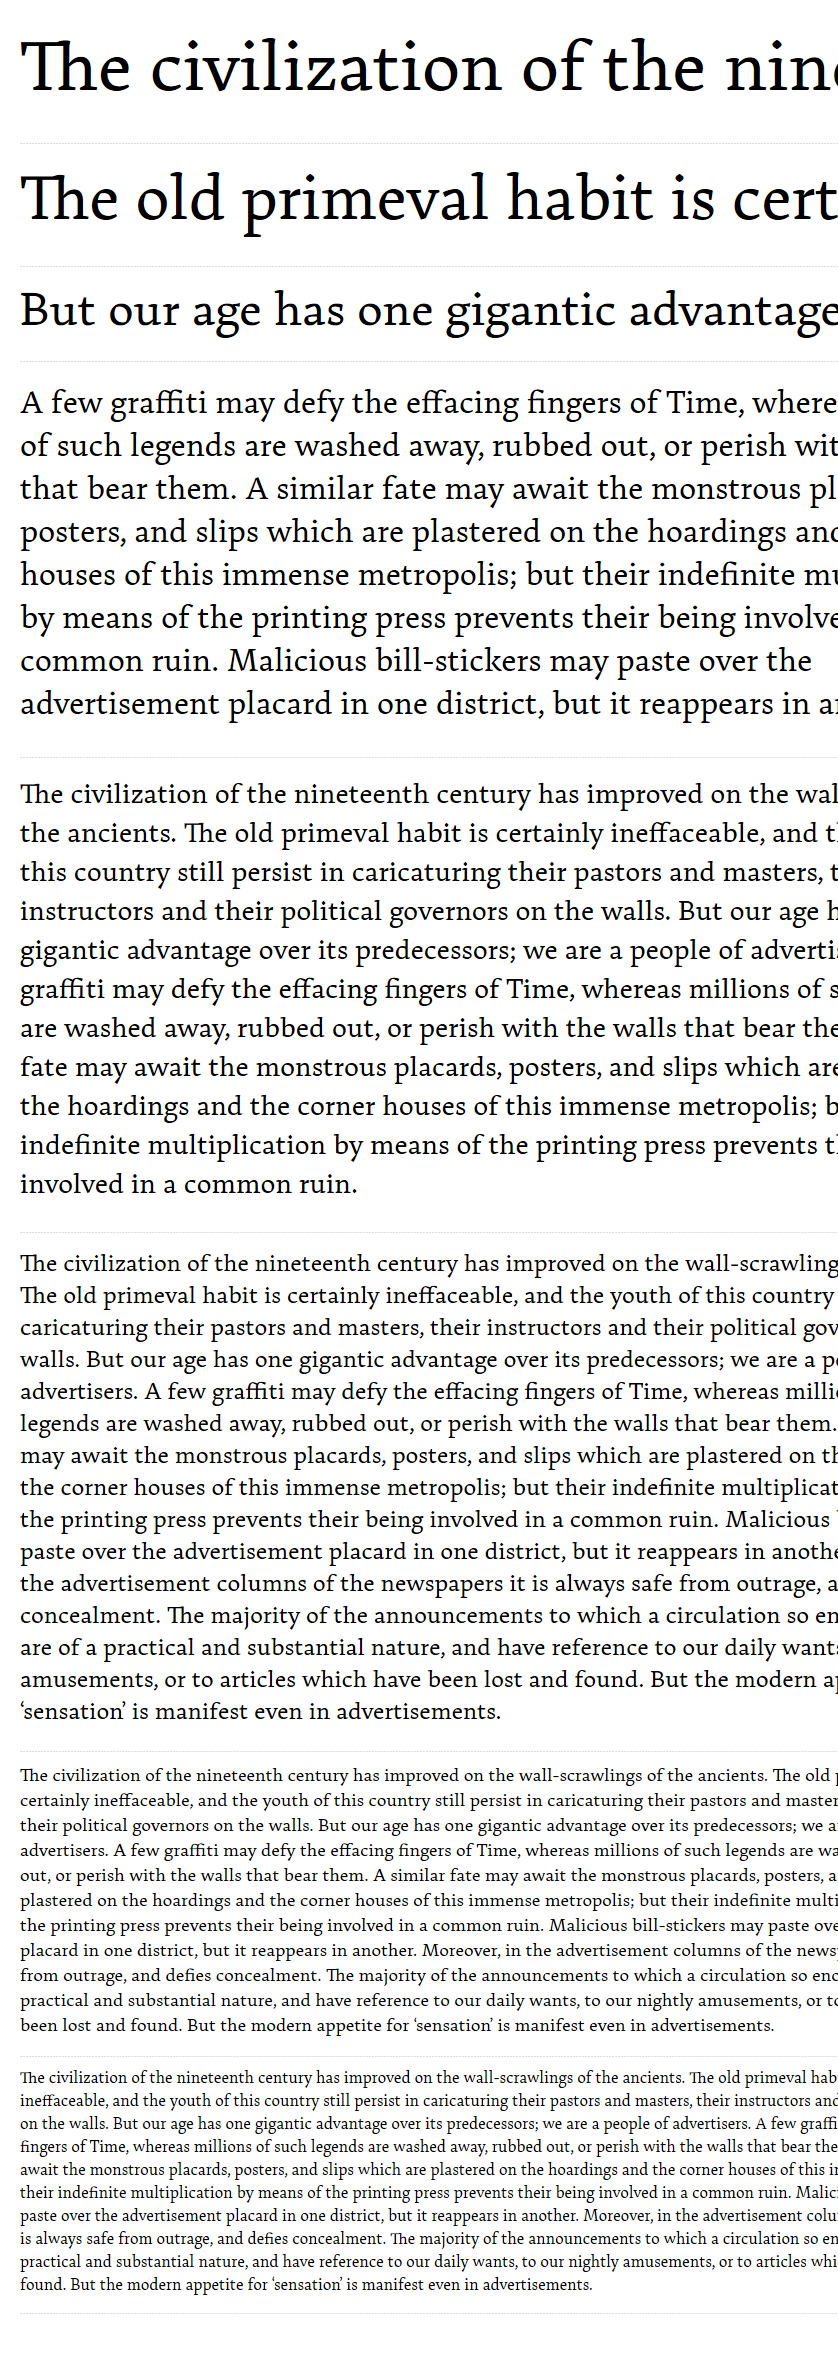 The civilization of the nine
The old primeval habit is cert
But our age has one gigantic advantage
A few graffiti may defy the effacing fingers of Time, where
of such legends are washed away, rubbed out, or perish wit
that bear them. A similar fate may await the monstrous pl
posters, and slips which are plastered on the hoardings and
houses of this immense metropolis; but their indefinite mu
by means of the printing press prevents their being involve
common ruin. Malicious bill-stickers may paste over the
advertisement placard in one district, but it reappears in an
The civilization of the nineteenth century has improved on the wal
the ancients. The old primeval habit is certainly ineffaceable, and th
this country still persist in caricaturing their pastors and masters, t
instructors and their political governors on the walls. But our age h
gigantic advantage over its predecessors; we are a people of advertis
graffiti may defy the effacing fingers of Time, whereas millions of s
are washed away, rubbed out, or perish with the walls that bear the
fate may await the monstrous placards, posters, and slips which are
the hoardings and the corner houses of this immense metropolis; b
indefinite multiplication by means of the printing press prevents th
involved in a common ruin.
The civilization of the nineteenth century has improved on the wall-scrawling
The old primeval habit is certainly ineffaceable, and the youth of this country
caricaturing their pastors and masters, their instructors and their political gov
walls. But our age has one gigantic advantage over its predecessors; we are a pe
advertisers. A few graffiti may defy the effacing fingers of Time, whereas millio
legends are washed away, rubbed out, or perish with the walls that bear them.
may await the monstrous placards, posters, and slips which are plastered on th
the corner houses of this immense metropolis; but their indefinite multiplicat
the printing press prevents their being involved in a common ruin. Malicious
paste over the advertisement placard in one district, but it reappears in anothe
the advertisement columns of the newspapers it is always safe from outrage, a
concealment. The majority of the announcements to which a circulation so en
are of a practical and substantial nature, and have reference to our daily wants
amusements, or to articles which have been lost and found. But the modern ap
‘sensation’ is manifest even in advertisements.
The civilization of the nineteenth century has improved on the wall-scrawlings of the ancients. The old p
certainly ineffaceable, and the youth of this country still persist in caricaturing their pastors and master
their political governors on the walls. But our age has one gigantic advantage over its predecessors; we a
advertisers. A few graffiti may defy the effacing fingers of Time, whereas millions of such legends are wa
out, or perish with the walls that bear them. A similar fate may await the monstrous placards, posters, a
plastered on the hoardings and the corner houses of this immense metropolis; but their indefinite multi
the printing press prevents their being involved in a common ruin. Malicious bill-stickers may paste ove
placard in one district, but it reappears in another. Moreover, in the advertisement columns of the news
from outrage, and defies concealment. The majority of the announcements to which a circulation so eno
practical and substantial nature, and have reference to our daily wants, to our nightly amusements, or to
been lost and found. But the modern appetite for ‘sensation’ is manifest even in advertisements.
The civilization of the nineteenth century has improved on the wall-scrawlings of the ancients. The old primeval hab
ineffaceable, and the youth of this country still persist in caricaturing their pastors and masters, their instructors and
on the walls. But our age has one gigantic advantage over its predecessors; we are a people of advertisers. A few graffi
fingers of Time, whereas millions of such legends are washed away, rubbed out, or perish with the walls that bear the
await the monstrous placards, posters, and slips which are plastered on the hoardings and the corner houses of this i
their indefinite multiplication by means of the printing press prevents their being involved in a common ruin. Malici
paste over the advertisement placard in one district, but it reappears in another. Moreover, in the advertisement colu
is always safe from outrage, and defies concealment. The majority of the announcements to which a circulation so en
practical and substantial nature, and have reference to our daily wants, to our nightly amusements, or to articles whi
found. But the modern appetite for ‘sensation’ is manifest even in advertisements.